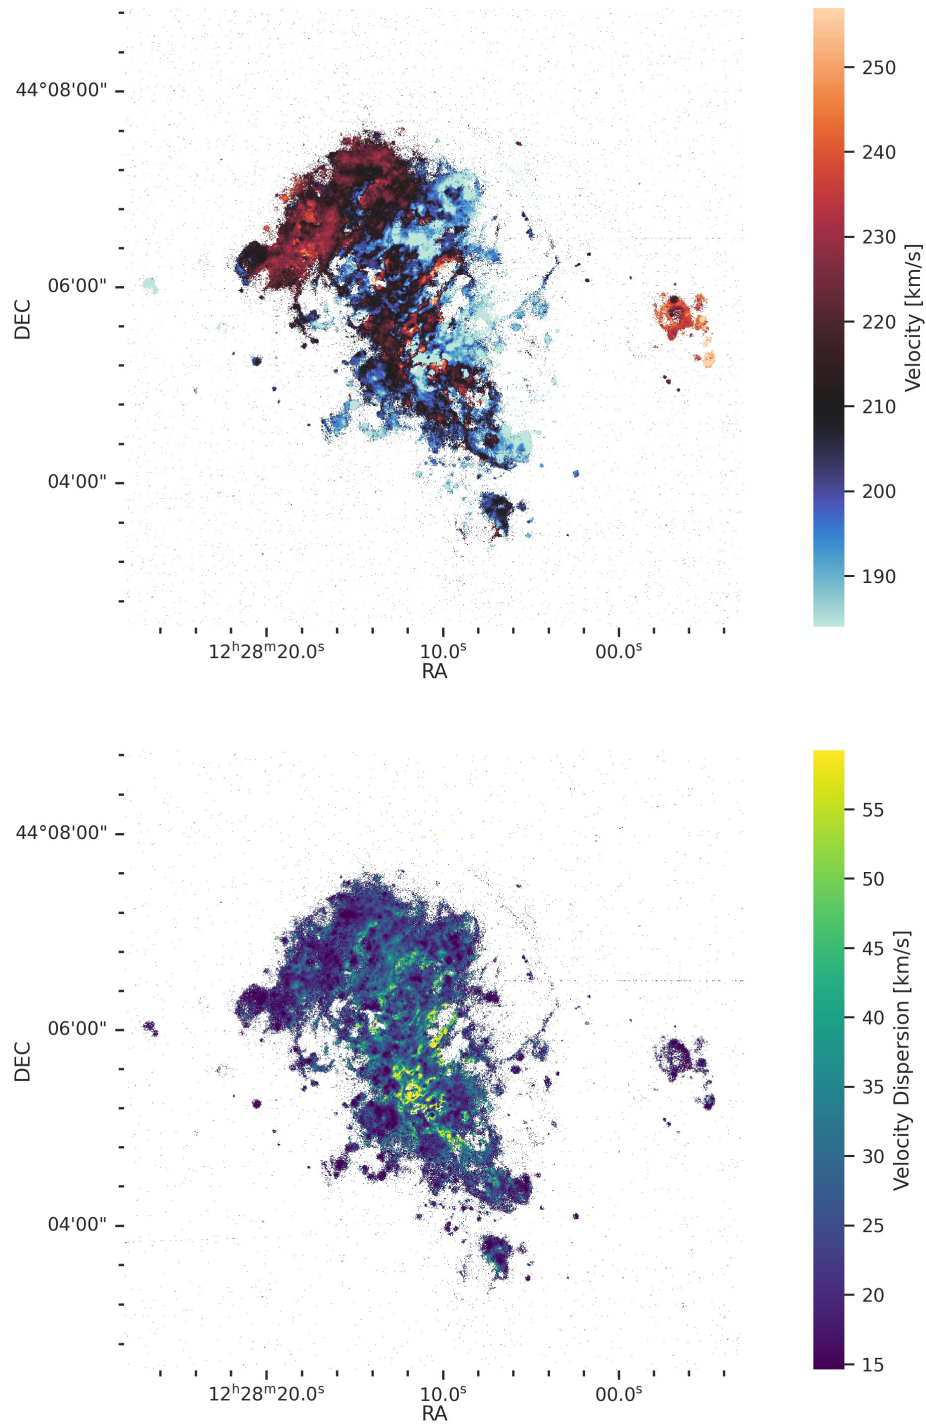 44°08'00"
06'00"
04'00"
DEC
12ʰ28ᵐ20.0ˢ
10.0ˢ
00.0ˢ
RA
250
240
230
220
210
200
190
Velocity [km/s]
44°08'00"
06'00"
04'00"
DEC
12ʰ28ᵐ20.0ˢ
10.0ˢ
00.0ˢ
RA
55
50
45
40
35
30
25
20
15
Velocity Dispersion [km/s]